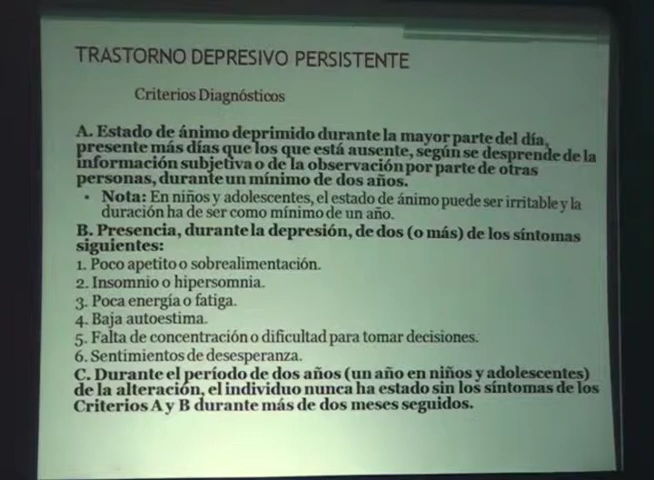 TRASTORNO DEPRESIVO PERSISTENTE
Criterios Diagnósticos
A. Estado de ánimo deprimido durante la mayor parte del día,
presente más días que los que está ausente, según se desprende de la
información subjetiva o de la observación por parte de otras
personas, durante un mínimo de dos años.
• Nota: En niños y adolescentes, el estado de ánimo puede ser irritable y la
duración ha de ser como mínimo de un año.
B. Presencia, durante la depresión, de dos (o más) de los síntomas
siguientes:
1. Poco apetito o sobrealimentación.
2. Insomnio o hipersomnia.
3. Poca energía o fatiga.
4. Baja autoestima.
5. Falta de concentración o dificultad para tomar decisiones.
6. Sentimientos de desesperanza.
C. Durante el período de dos años (un año en niños y adolescentes)
de la alteración, el individuo nunca ha estado sin los síntomas de los
Criterios A y B durante más de dos meses seguidos.